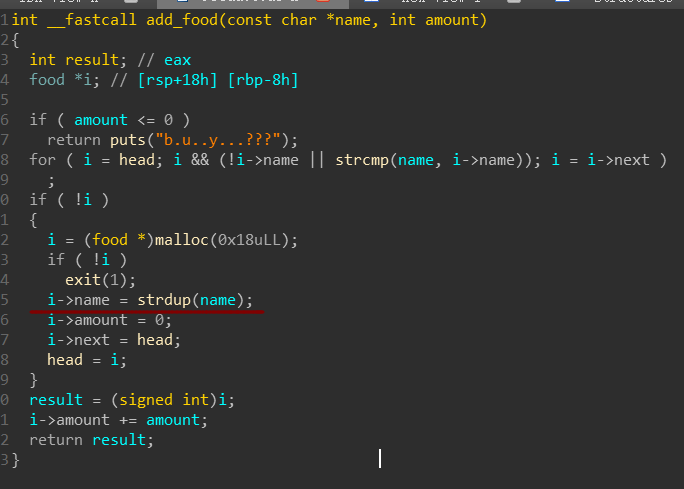 1int __fastcall add_food(const char *name, int amount)
2{
3  int result; // eax
4  food *i; // [rsp+18h] [rbp-8h]
5
6  if ( amount <= 0 )
7    return puts("b.u..y...???");
8  for ( i = head; i && (!i->name || strcmp(name, i->name)); i = i->next )
9    ;
0  if ( !i )
1  {
2    i = (food *)malloc(0x18uLL);
3    if ( !i )
4      exit(1);
5    i->name = strdup(name);
6    i->amount = 0;
7    i->next = head;
8    head = i;
9  }
0  result = (signed int)i;
1  i->amount += amount;
2  return result;
3}